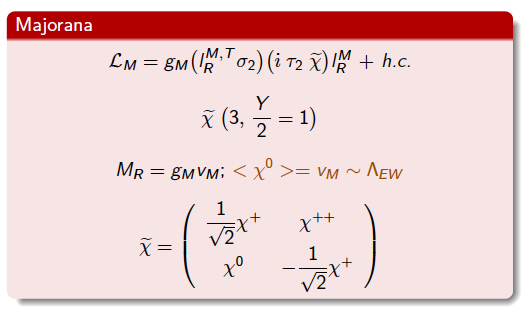 Majorana
ℒ_M = g_M(l_R^{M,T} σ_2)(i τ_2 χ̃)l_R^M + h.c.
χ̃ (3, Y/2 = 1)
M_R = g_M v_M; < χ^0 >= v_M ∼ Λ_EW
χ̃ = ( 1/√2 χ^+ χ^{++}
χ^0 −1/√2 χ^+ )